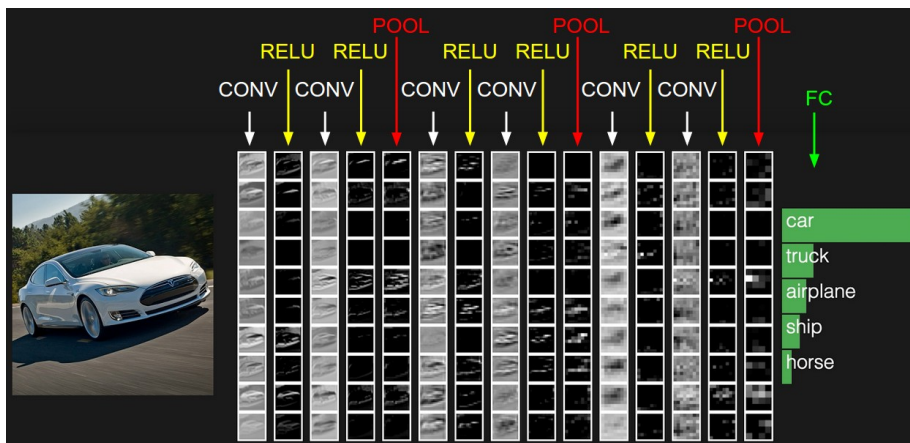 POOL POOL POOL
RELU RELU RELU RELU RELU RELU
CONV CONV CONV CONV CONV CONV FC
car
truck
airplane
ship
horse